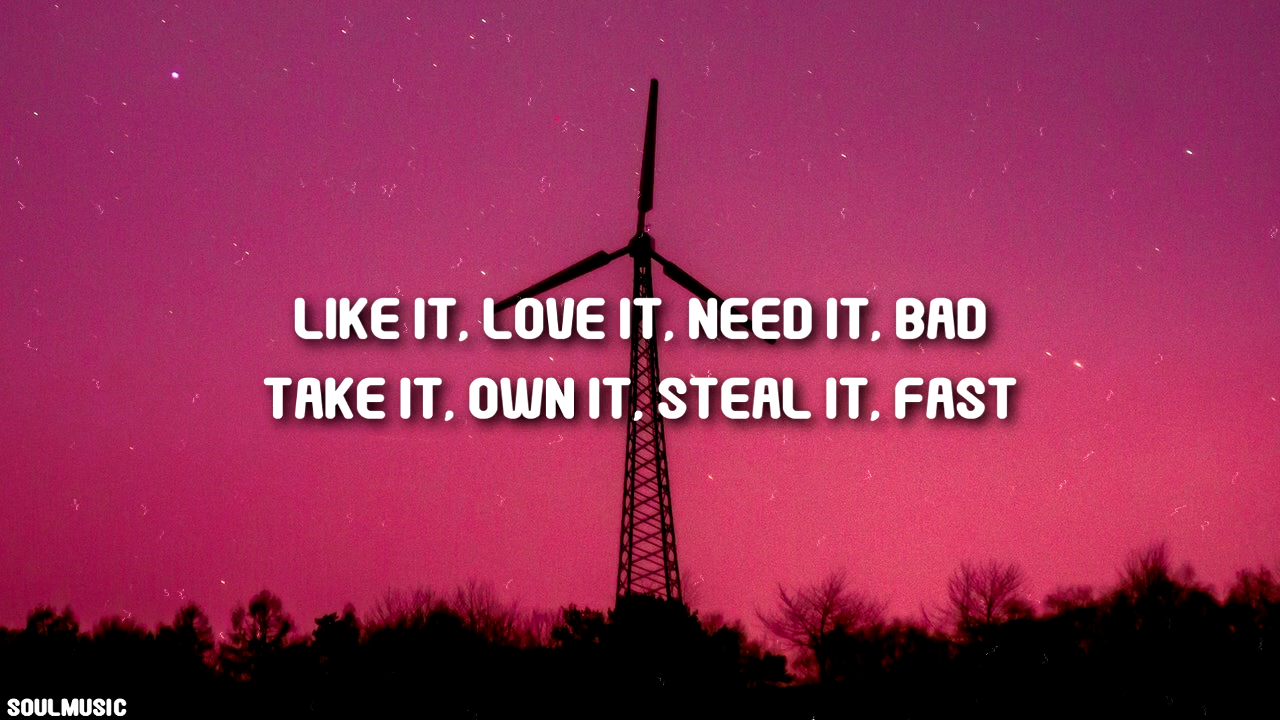 LIKE IT, LOVE IT, NEED IT, BAD
TAKE IT, OWN IT, STEAL IT, FAST
SOULMUSIC